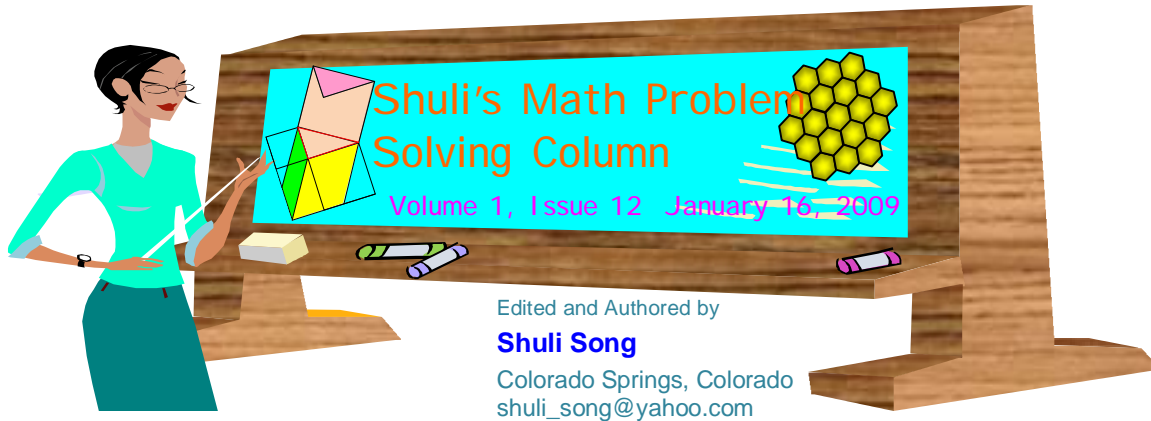 Shuli's Math Problem
Solving Column
Volume 1, Issue 12 January 16, 2009
Edited and Authored by
Shuli Song
Colorado Springs, Colorado
shuli_song@yahoo.com